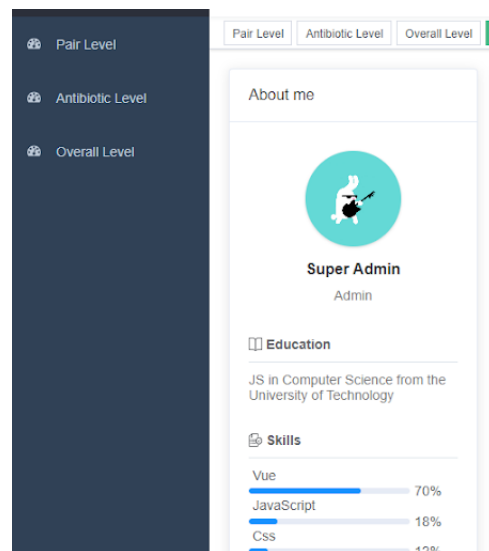 Pair Level
Antibiotic Level
Overall Level
Pair Level Antibiotic Level Overall Level
About me
Super Admin
Admin
Education
JS in Computer Science from the
University of Technology
Skills
Vue
70%
JavaScript
18%
Css
12%